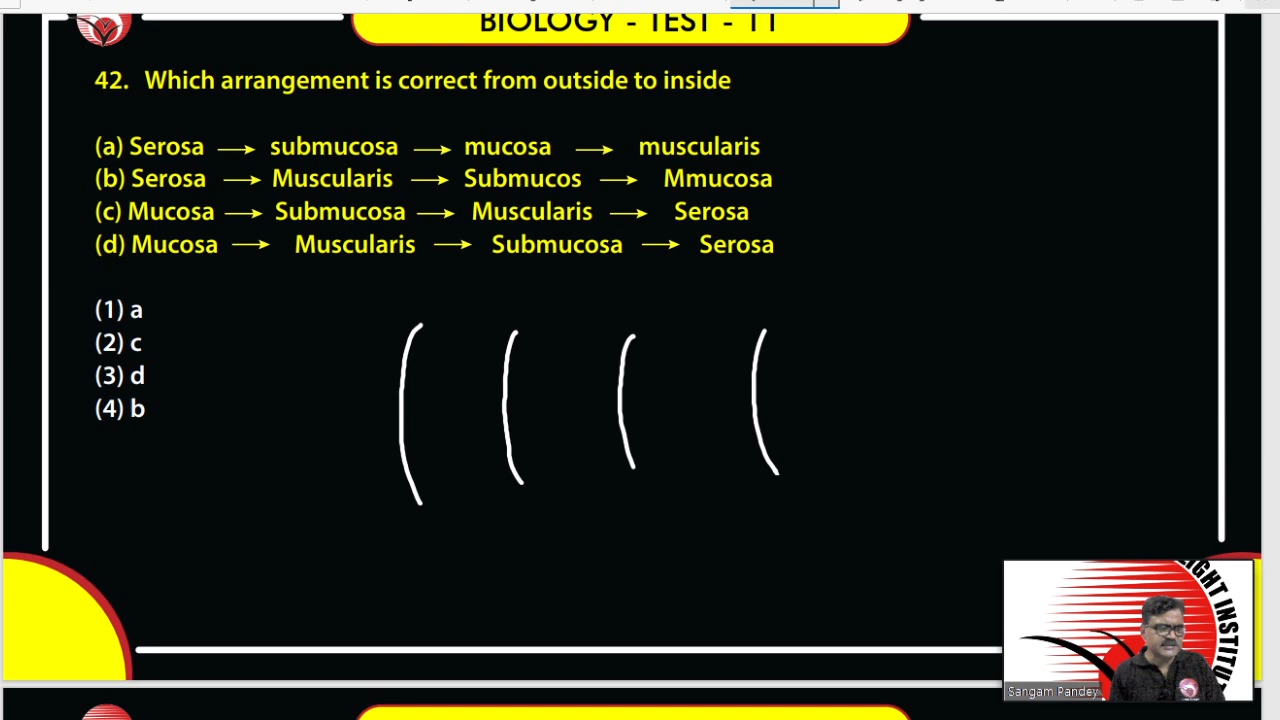 BIOLOGY - TEST - 11
42. Which arrangement is correct from outside to inside
(a) Serosa → submucosa → mucosa → muscularis
(b) Serosa → Muscularis → Submucos → Mmucosa
(c) Mucosa → Submucosa → Muscularis → Serosa
(d) Mucosa → Muscularis → Submucosa → Serosa
(1) a
(2) c
(3) d
(4) b
INSTITU
Sangam Pandey